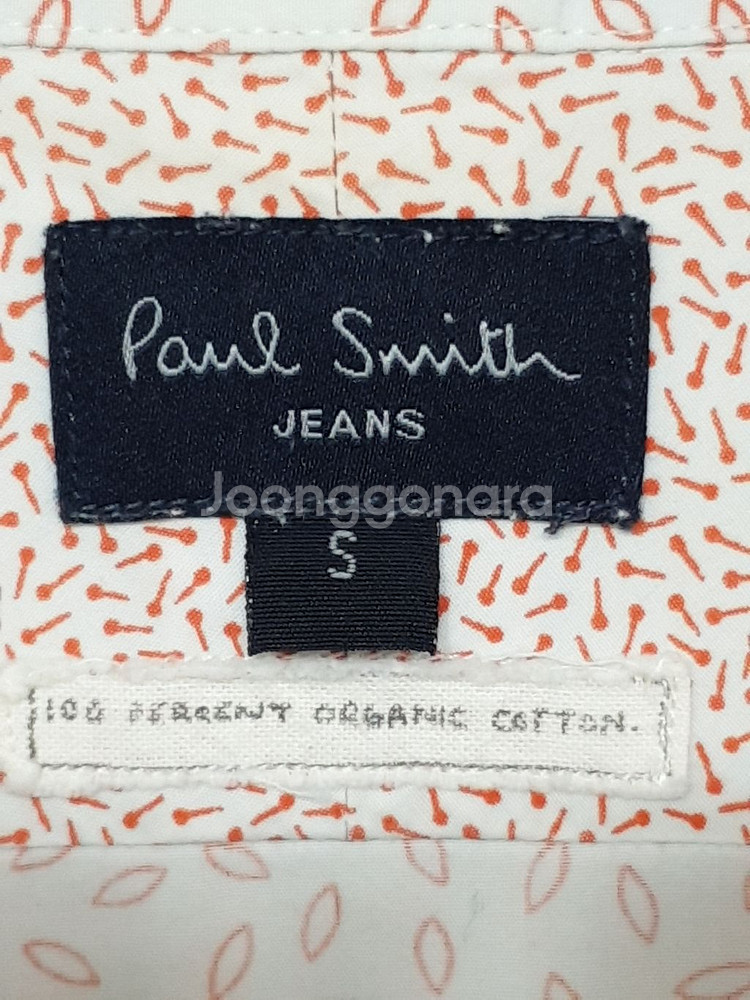 Paul Smith
JEANS
Joonggonara
S
100 PERCENT ORGANIC COTTON.